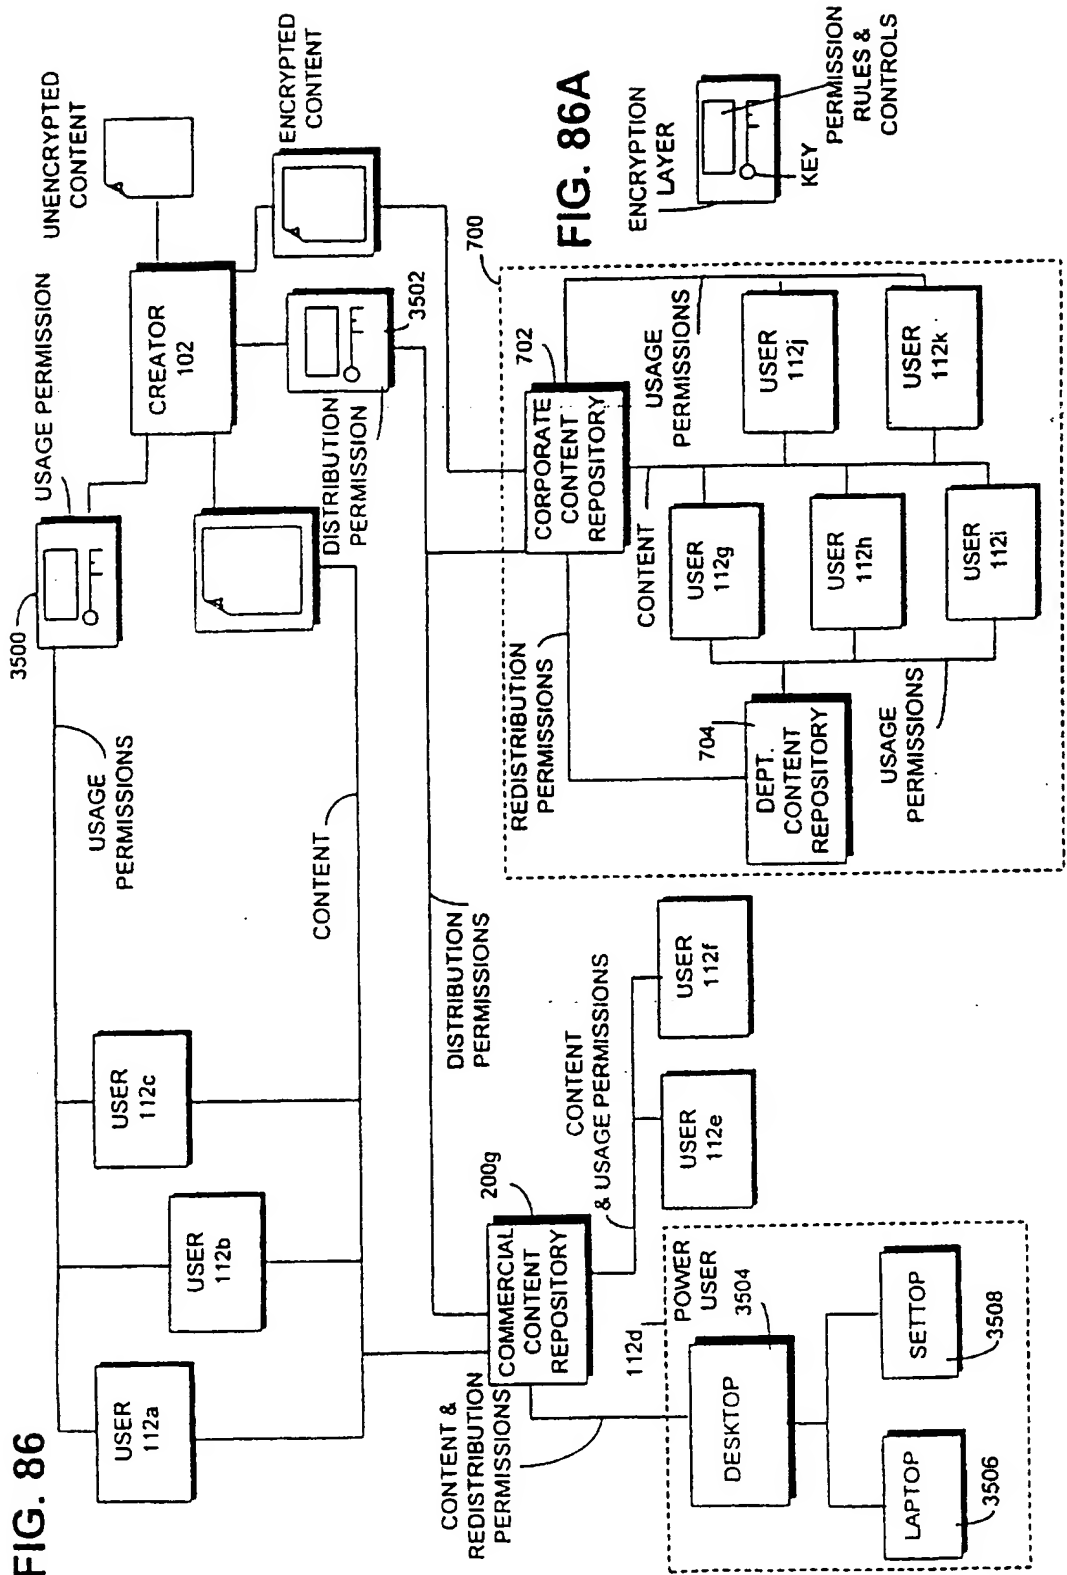 FIG. 86
USER
112a
USER
112b
USER
112c
USAGE
PERMISSIONS
CONTENT
3500
USAGE PERMISSION
CREATOR
102
UNENCRYPTED
CONTENT
ENCRYPTED
CONTENT
DISTRIBUTION
PERMISSION
3502
DISTRIBUTION
PERMISSIONS
CONTENT &
REDISTRIBUTION
PERMISSIONS
COMMERCIAL
CONTENT
REPOSITORY
200g
CONTENT
& USAGE PERMISSIONS
USER
112e
USER
112f
112d
POWER
USER
3504
DESKTOP
LAPTOP
3506
SETTOP
3508
700
CORPORATE
CONTENT
REPOSITORY
702
REDISTRIBUTION
PERMISSIONS
704
DEPT.
CONTENT
REPOSITORY
CONTENT
USAGE
PERMISSIONS
USER
112g
USER
112h
USER
112i
USER
112j
USER
112k
USAGE
PERMISSIONS
FIG. 86A
ENCRYPTION
LAYER
KEY
PERMISSION
RULES &
CONTROLS